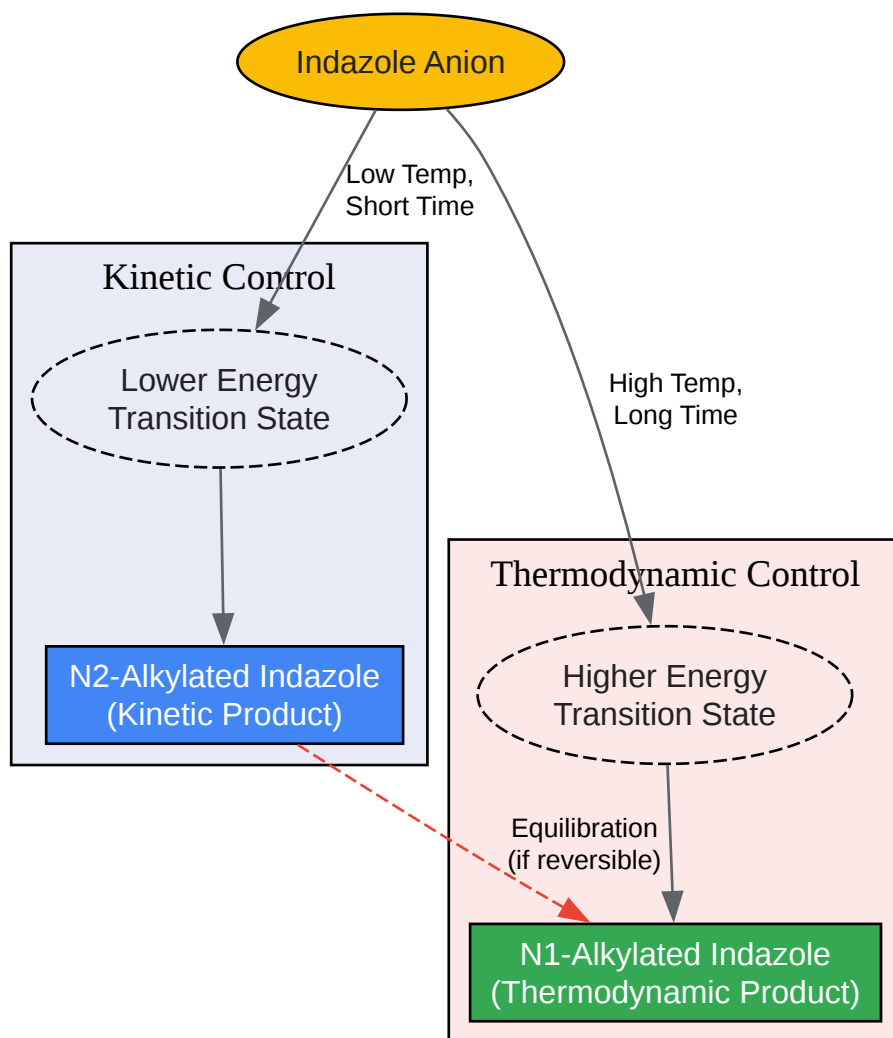 Indazole Anion
Low Temp,
Short Time
Kinetic Control
Lower Energy
Transition State
High Temp,
Long Time
Thermodynamic Control
N2-Alkylated Indazole
(Kinetic Product)
Higher Energy
Transition State
Equilibration
(if reversible)
N1-Alkylated Indazole
(Thermodynamic Product)